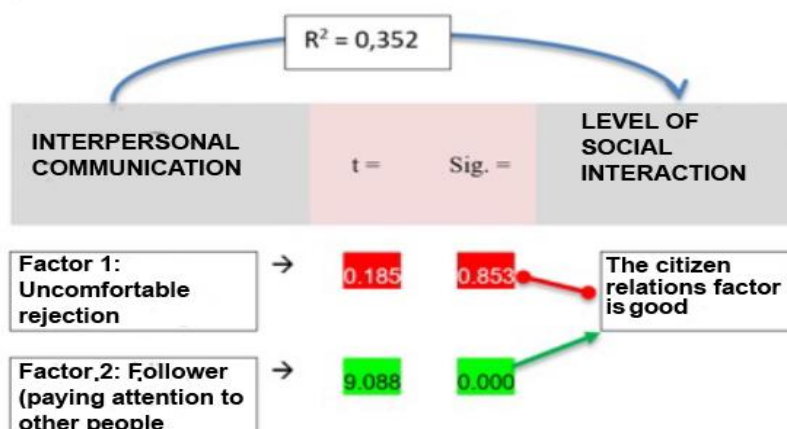 R² = 0,352
INTERPERSONAL
COMMUNICATION
t =
Sig. =
LEVEL OF
SOCIAL
INTERACTION
Factor 1:
Uncomfortable
rejection
→
0.185
0.853
The citizen
relations factor
is good
Factor.2: Follower
(paying attention to
other people
→
9.088
0.000